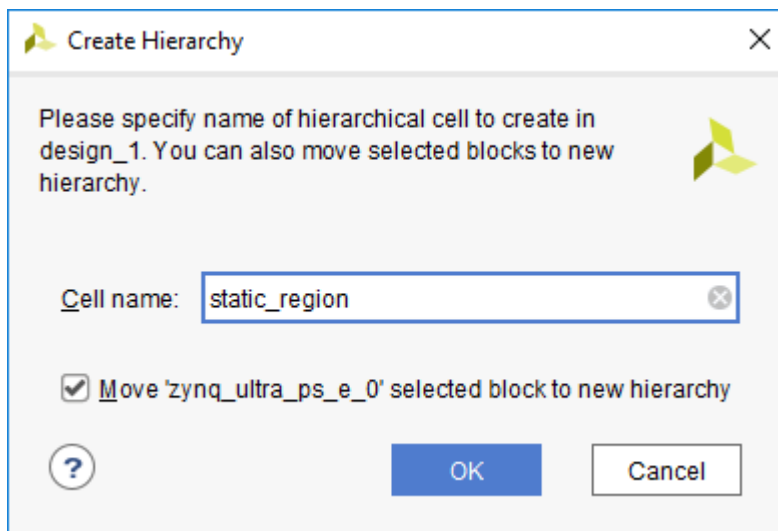 Create Hierarchy
Please specify name of hierarchical cell to create in
design_1. You can also move selected blocks to new
hierarchy.
Cell name: static_region
Move 'zynq_ultra_ps_e_0' selected block to new hierarchy
? OK Cancel